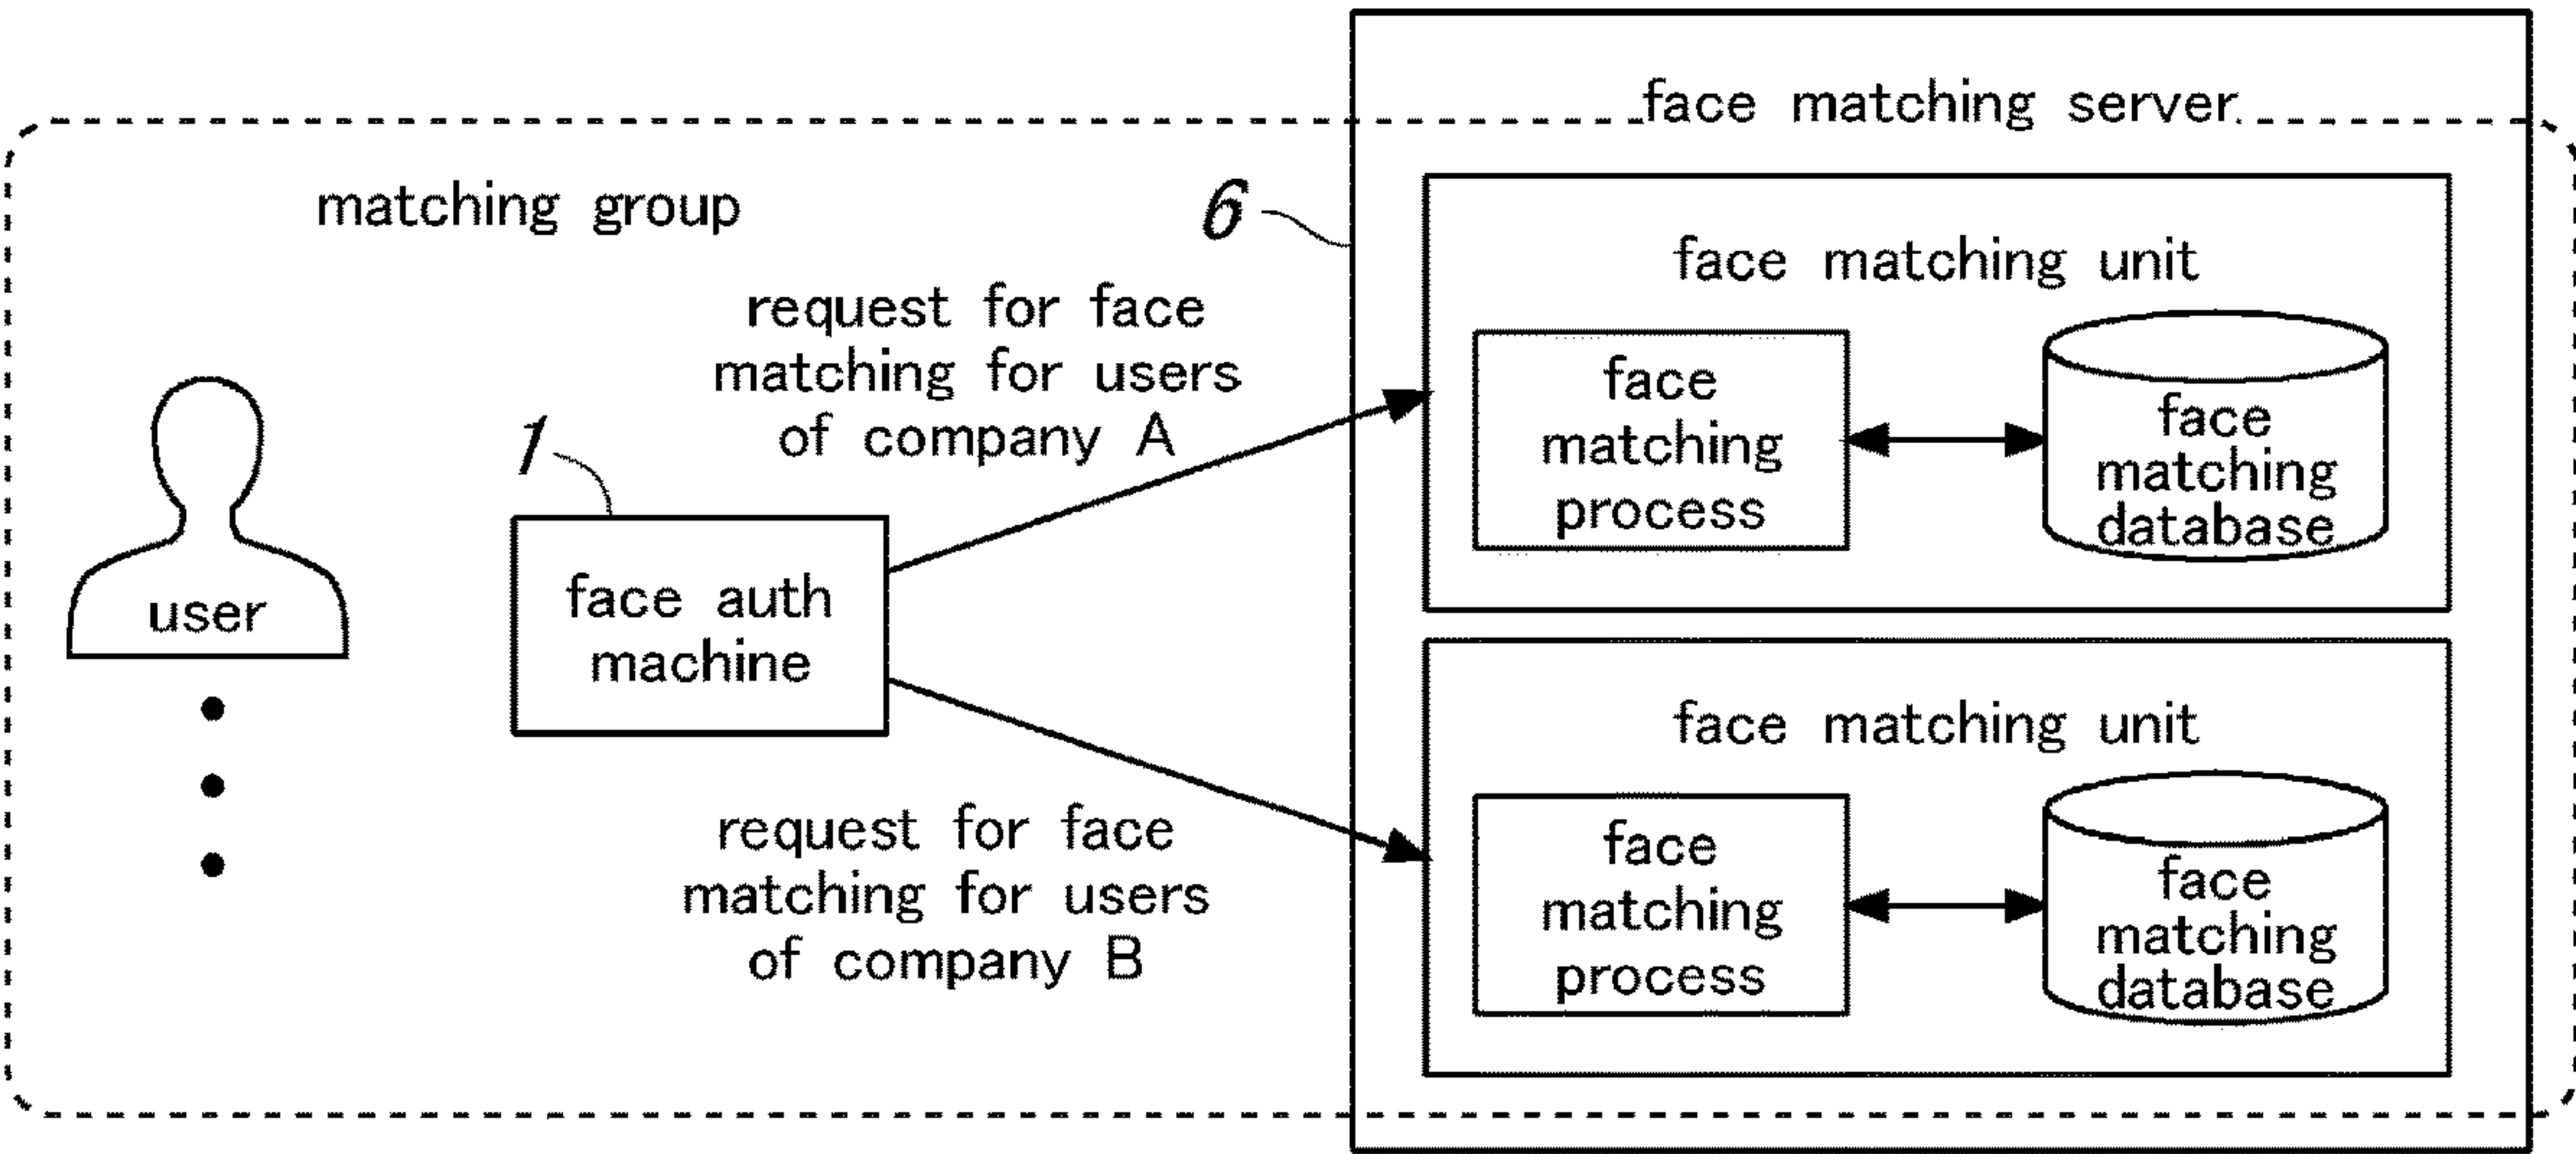 face matching server
matching group
6
face matching unit
request for face
matching for users
of company A
face
matching
process
face
matching
database
1
face auth
machine
user
face matching unit
request for face
matching for users
of company B
face
matching
process
face
matching
database